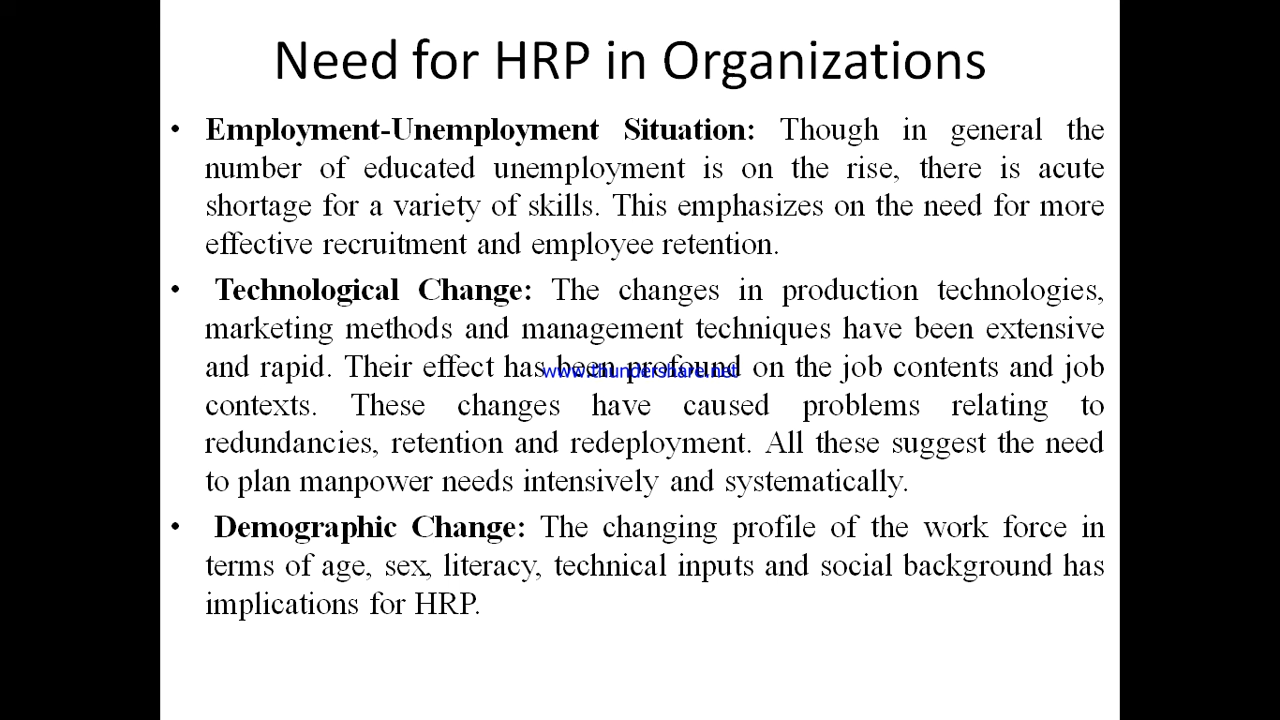 Need for HRP in Organizations
• Employment-Unemployment Situation: Though in general the
number of educated unemployment is on the rise, there is acute
shortage for a variety of skills. This emphasizes on the need for more
effective recruitment and employee retention.
• Technological Change: The changes in production technologies,
marketing methods and management techniques have been extensive
and rapid. Their effect has been profound on the job contents and job
www.thundershare.net
contexts. These changes have caused problems relating to
redundancies, retention and redeployment. All these suggest the need
to plan manpower needs intensively and systematically.
• Demographic Change: The changing profile of the work force in
terms of age, sex, literacy, technical inputs and social background has
implications for HRP.